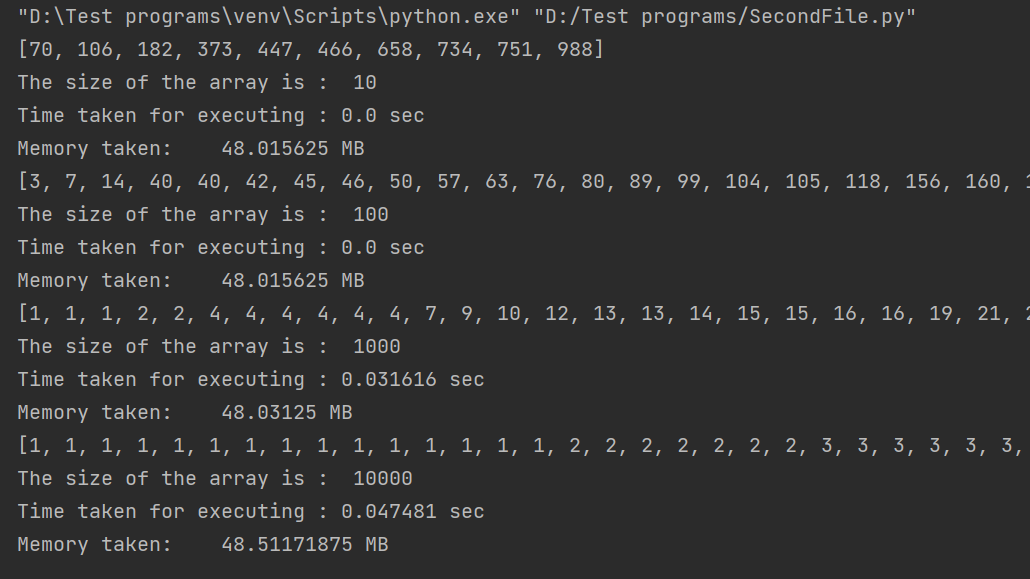 "D:\Test programs\venv\Scripts\python.exe" "D:/Test programs/SecondFile.py"
[70, 106, 182, 373, 447, 466, 658, 734, 751, 988]
The size of the array is :  10
Time taken for executing : 0.0 sec
Memory taken:    48.015625 MB
[3, 7, 14, 40, 40, 42, 45, 46, 50, 57, 63, 76, 80, 89, 99, 104, 105, 118, 156, 160,
The size of the array is :  100
Time taken for executing : 0.0 sec
Memory taken:    48.015625 MB
[1, 1, 1, 2, 2, 4, 4, 4, 4, 4, 4, 7, 9, 10, 12, 13, 13, 14, 15, 15, 16, 16, 19, 21,
The size of the array is :  1000
Time taken for executing : 0.031616 sec
Memory taken:    48.03125 MB
[1, 1, 1, 1, 1, 1, 1, 1, 1, 1, 1, 1, 1, 1, 1, 2, 2, 2, 2, 2, 2, 2, 3, 3, 3, 3, 3, 3,
The size of the array is :  10000
Time taken for executing : 0.047481 sec
Memory taken:    48.51171875 MB